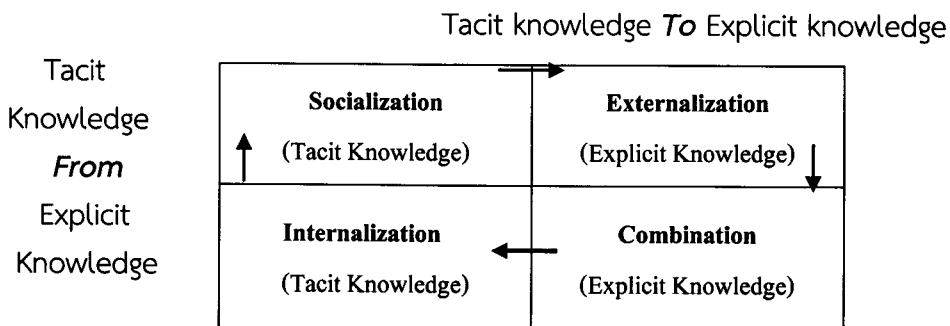 Tacit knowledge To Explicit knowledge
Tacit
Knowledge
From
Explicit
Knowledge
Socialization
(Tacit Knowledge)
Externalization
(Explicit Knowledge)
Internalization
(Tacit Knowledge)
Combination
(Explicit Knowledge)